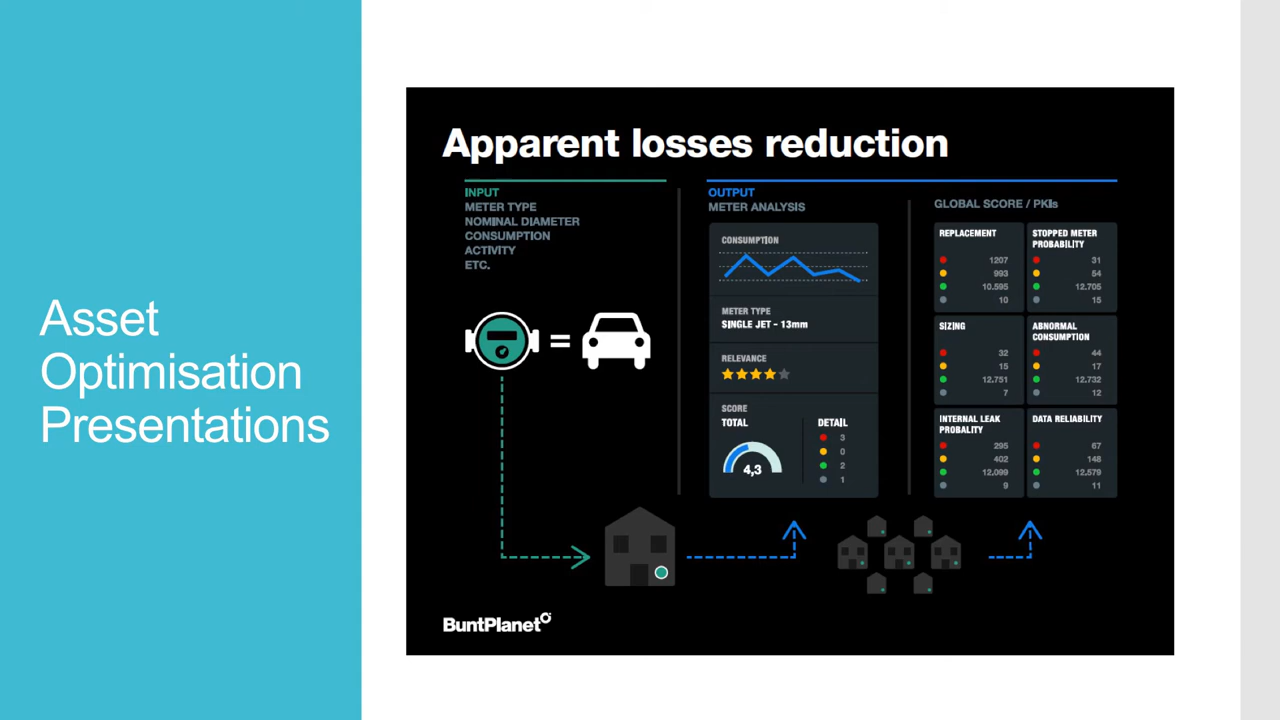 Asset
Optimisation
Presentations
Apparent losses reduction
INPUT
METER TYPE
NOMINAL DIAMETER
CONSUMPTION
ACTIVITY
ETC.
=
OUTPUT
METER ANALYSIS
CONSUMPTION
METER TYPE
SINGLE JET - 13mm
RELEVANCE
SCORE
TOTAL
4,3
DETAIL
3
0
2
1
GLOBAL SCORE / PKIs
REPLACEMENT
1207
993
10.595
10
STOPPED METER
PROBABILITY
31
54
12.705
15
SIZING
32
15
12.751
7
ABNORMAL
CONSUMPTION
44
17
12.732
12
INTERNAL LEAK
PROBALITY
295
402
12.099
9
DATA RELIABILITY
67
148
12.579
11
BuntPlanet